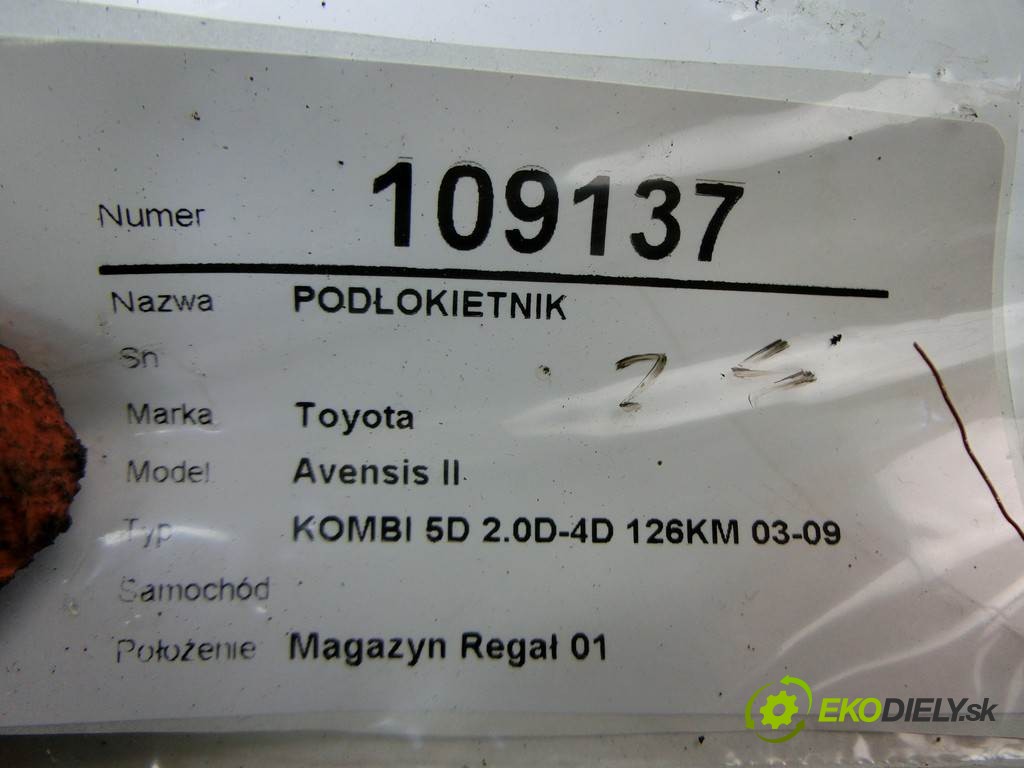 Numer 109137
Nazwa PODŁOKIETNIK
Sn
Marka Toyota
Model Avensis II
Typ KOMBI 5D 2.0D-4D 126KM 03-09
Samochód
Położenie Magazyn Regał 01
EKODIELY.sk